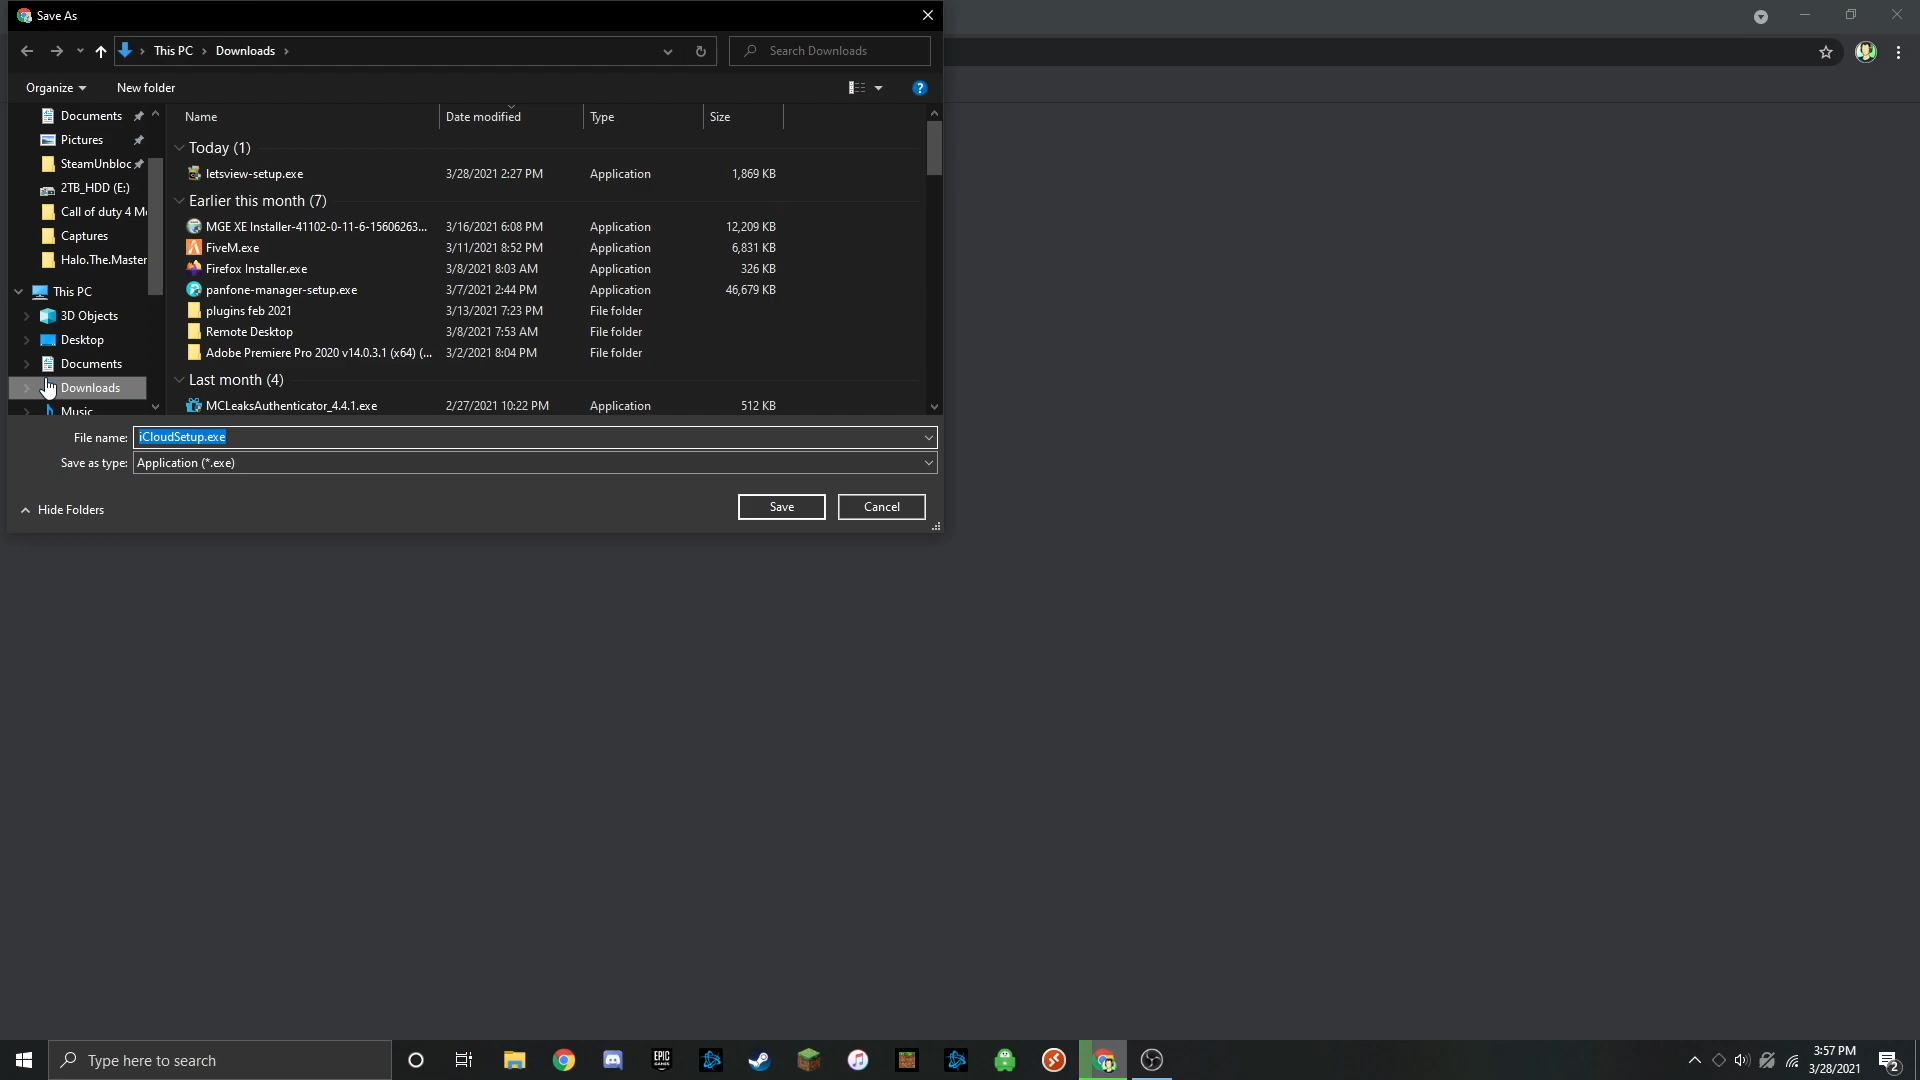 Save As
This PC
Downloads
Search Downloads
Organize
New folder
Documents
Pictures
SteamUnbloc
2TB_HDD (E:)
Call of duty 4 M
Captures
Halo.The.Master
This PC
3D Objects
Desktop
Documents
Downloads
Music
Name Date modified Type Size
Today (1)
letsview-setup.exe 3/28/2021 2:27 PM Application 1,869 KB
Earlier this month (7)
MGE XE Installer-41102-0-11-6-15606263... 3/16/2021 6:08 PM Application 12,209 KB
FiveM.exe 3/11/2021 8:52 PM Application 6,831 KB
Firefox Installer.exe 3/8/2021 8:03 AM Application 326 KB
panfone-manager-setup.exe 3/7/2021 2:44 PM Application 46,679 KB
plugins feb 2021 3/13/2021 7:23 PM File folder
Remote Desktop 3/8/2021 7:53 AM File folder
Adobe Premiere Pro 2020 v14.0.3.1 (x64) (... 3/2/2021 8:04 PM File folder
Last month (4)
MCLeaksAuthenticator_4.4.1.exe 2/27/2021 10:22 PM Application 512 KB
File name: iCloudSetup.exe
Save as type: Application (*.exe)
Hide Folders
Save
Cancel
Type here to search
EPIC GAMES
3:57 PM
3/28/2021
2